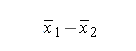 x̅₁ – x̅₂